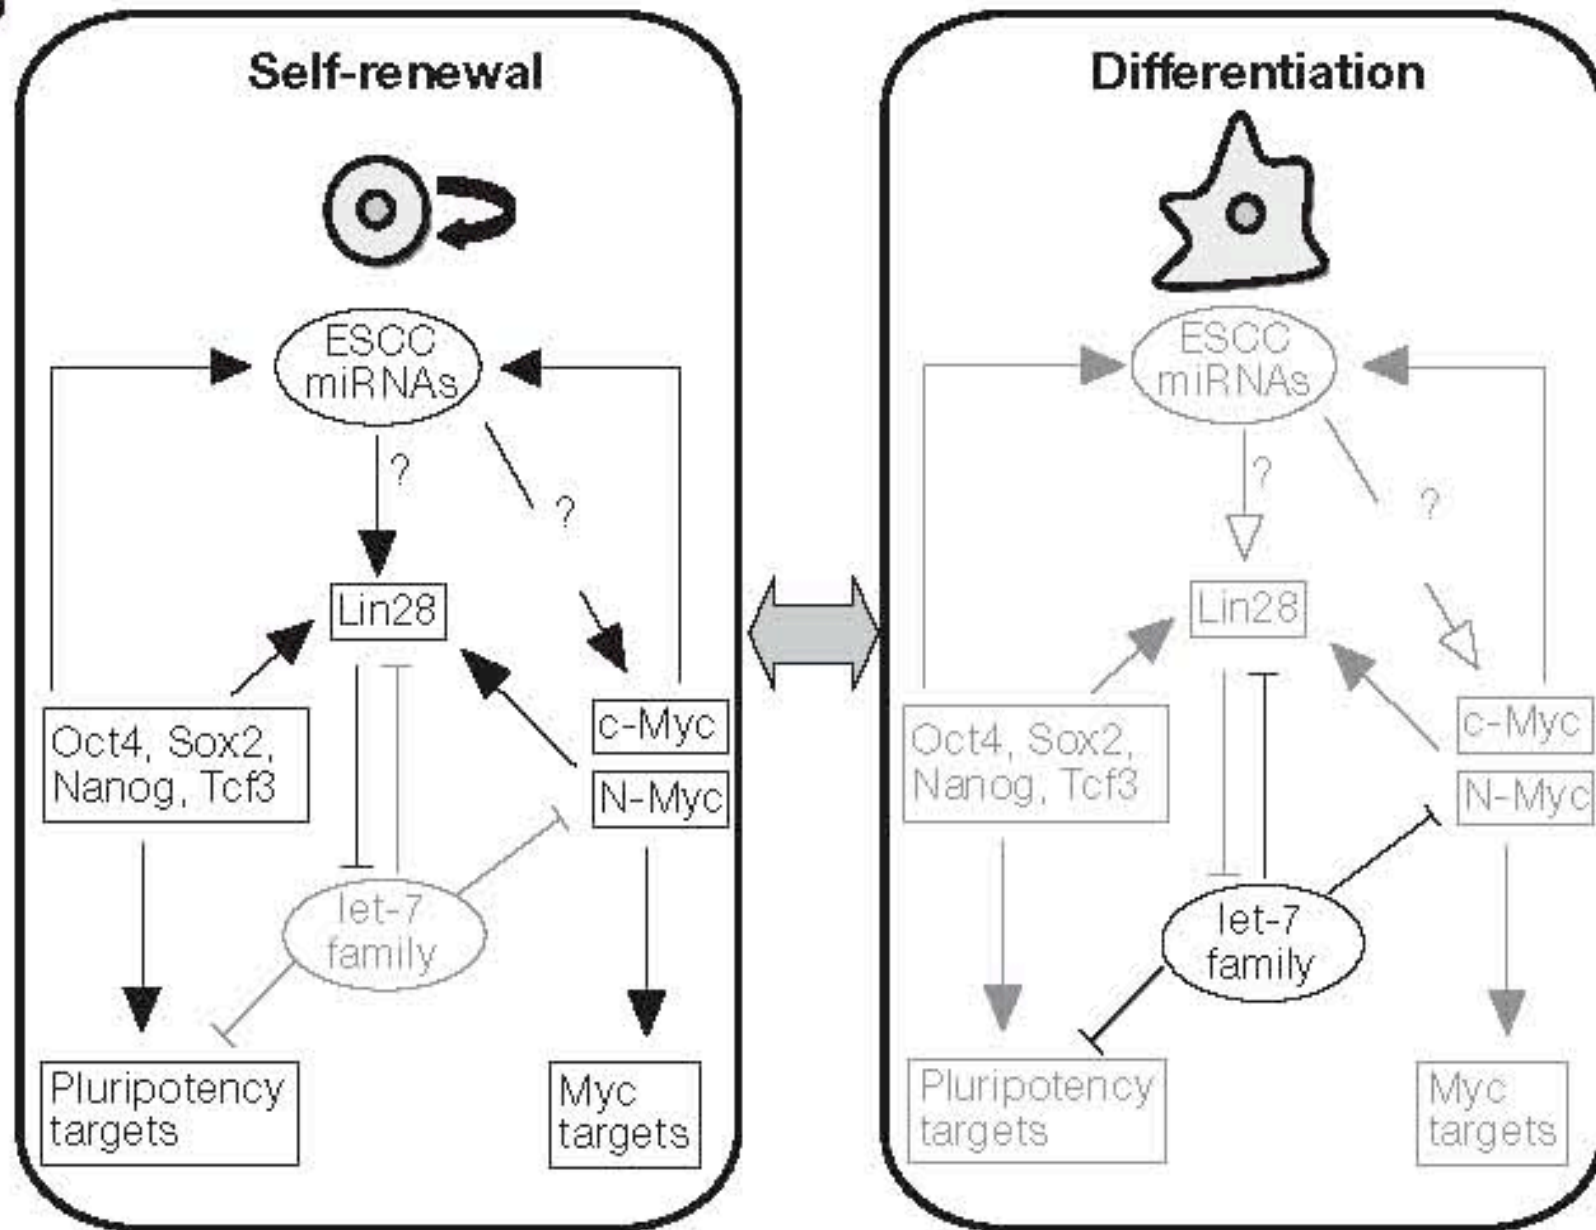 Self-renewal
ESCC
miRNAs
?
?
Lin28
Oct4, Sox2,
Nanog, Tcf3
c-Myc
N-Myc
let-7
family
Pluripotency
targets
Myc
targets
Differentiation
ESCC
miRNAs
?
?
Lin28
Oct4, Sox2,
Nanog, Tcf3
c-Myc
N-Myc
let-7
family
Pluripotency
targets
Myc
targets